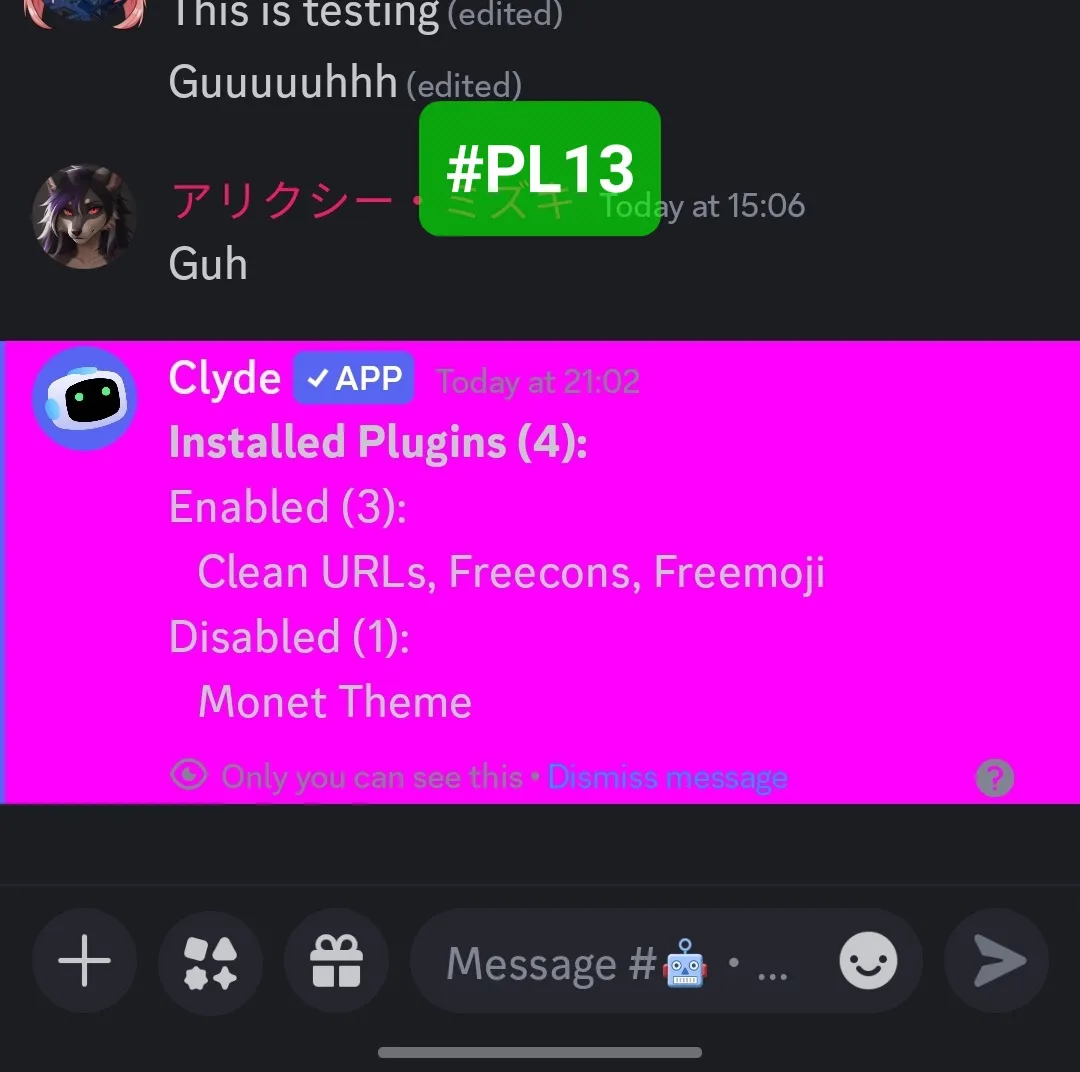 This is testing (edited)
Guuuuuhhh (edited)
#PL13
アリクシー・ミズキ Today at 15:06
Guh
Clyde ✓ APP Today at 21:02
Installed Plugins (4):
Enabled (3):
Clean URLs, Freecons, Freemoji
Disabled (1):
Monet Theme
Only you can see this • Dismiss message
?
Message #🤖 · ...